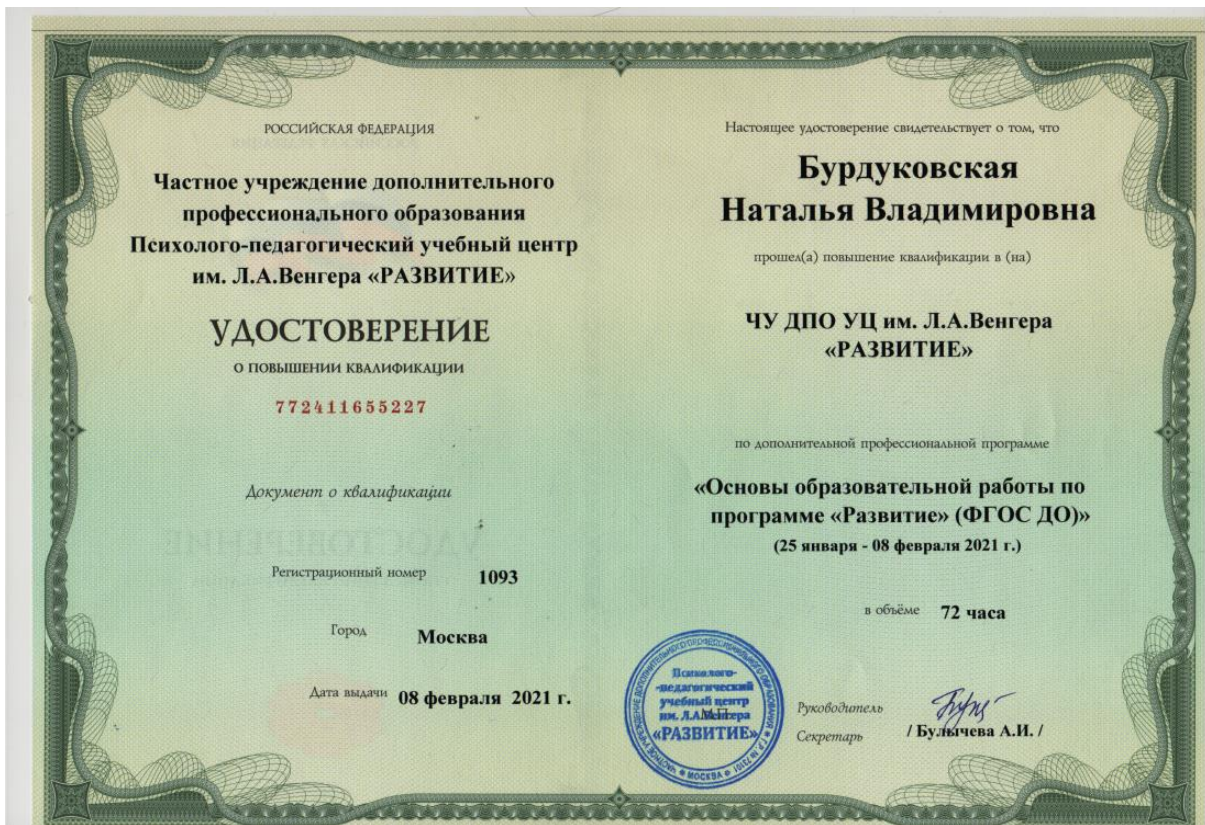 РОССИЙСКАЯ ФЕДЕРАЦИЯ
Частное учреждение дополнительного
профессионального образования
Психолого-педагогический учебный центр
им. Л.А.Венгера «РАЗВИТИЕ»
УДОСТОВЕРЕНИЕ
О ПОВЫШЕНИИ КВАЛИФИКАЦИИ
772411655227
Документ о квалификации
Регистрационный номер 1093
Город Москва
Дата выдачи 08 февраля 2021 г.
Настоящее удостоверение свидетельствует о том, что
Бурдуковская
Наталья Владимировна
прошел(а) повышение квалификации в (на)
ЧУ ДПО УЦ им. Л.А.Венгера
«РАЗВИТИЕ»
по дополнительной профессиональной программе
«Основы образовательной работы по
программе «Развитие» (ФГОС ДО)»
(25 января - 08 февраля 2021 г.)
в объёме 72 часа
Психолого-
-педагогический
учебный центр
им. Л.А.Венгера
«РАЗВИТИЕ»
М.П.
МОСКВА
Руководитель
Секретарь / Булычева А.И. /